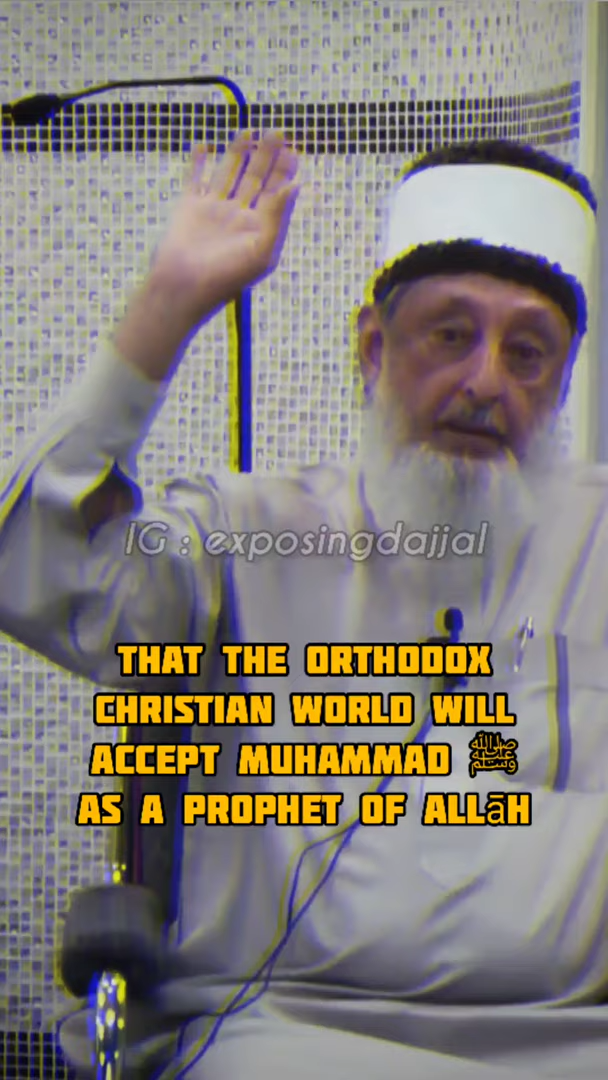 IG : exposingdajjal
THAT THE ORTHODOX
CHRISTIAN WORLD WILL
ACCEPT MUHAMMAD ﷺ
AS A PROPHET OF ALLāH